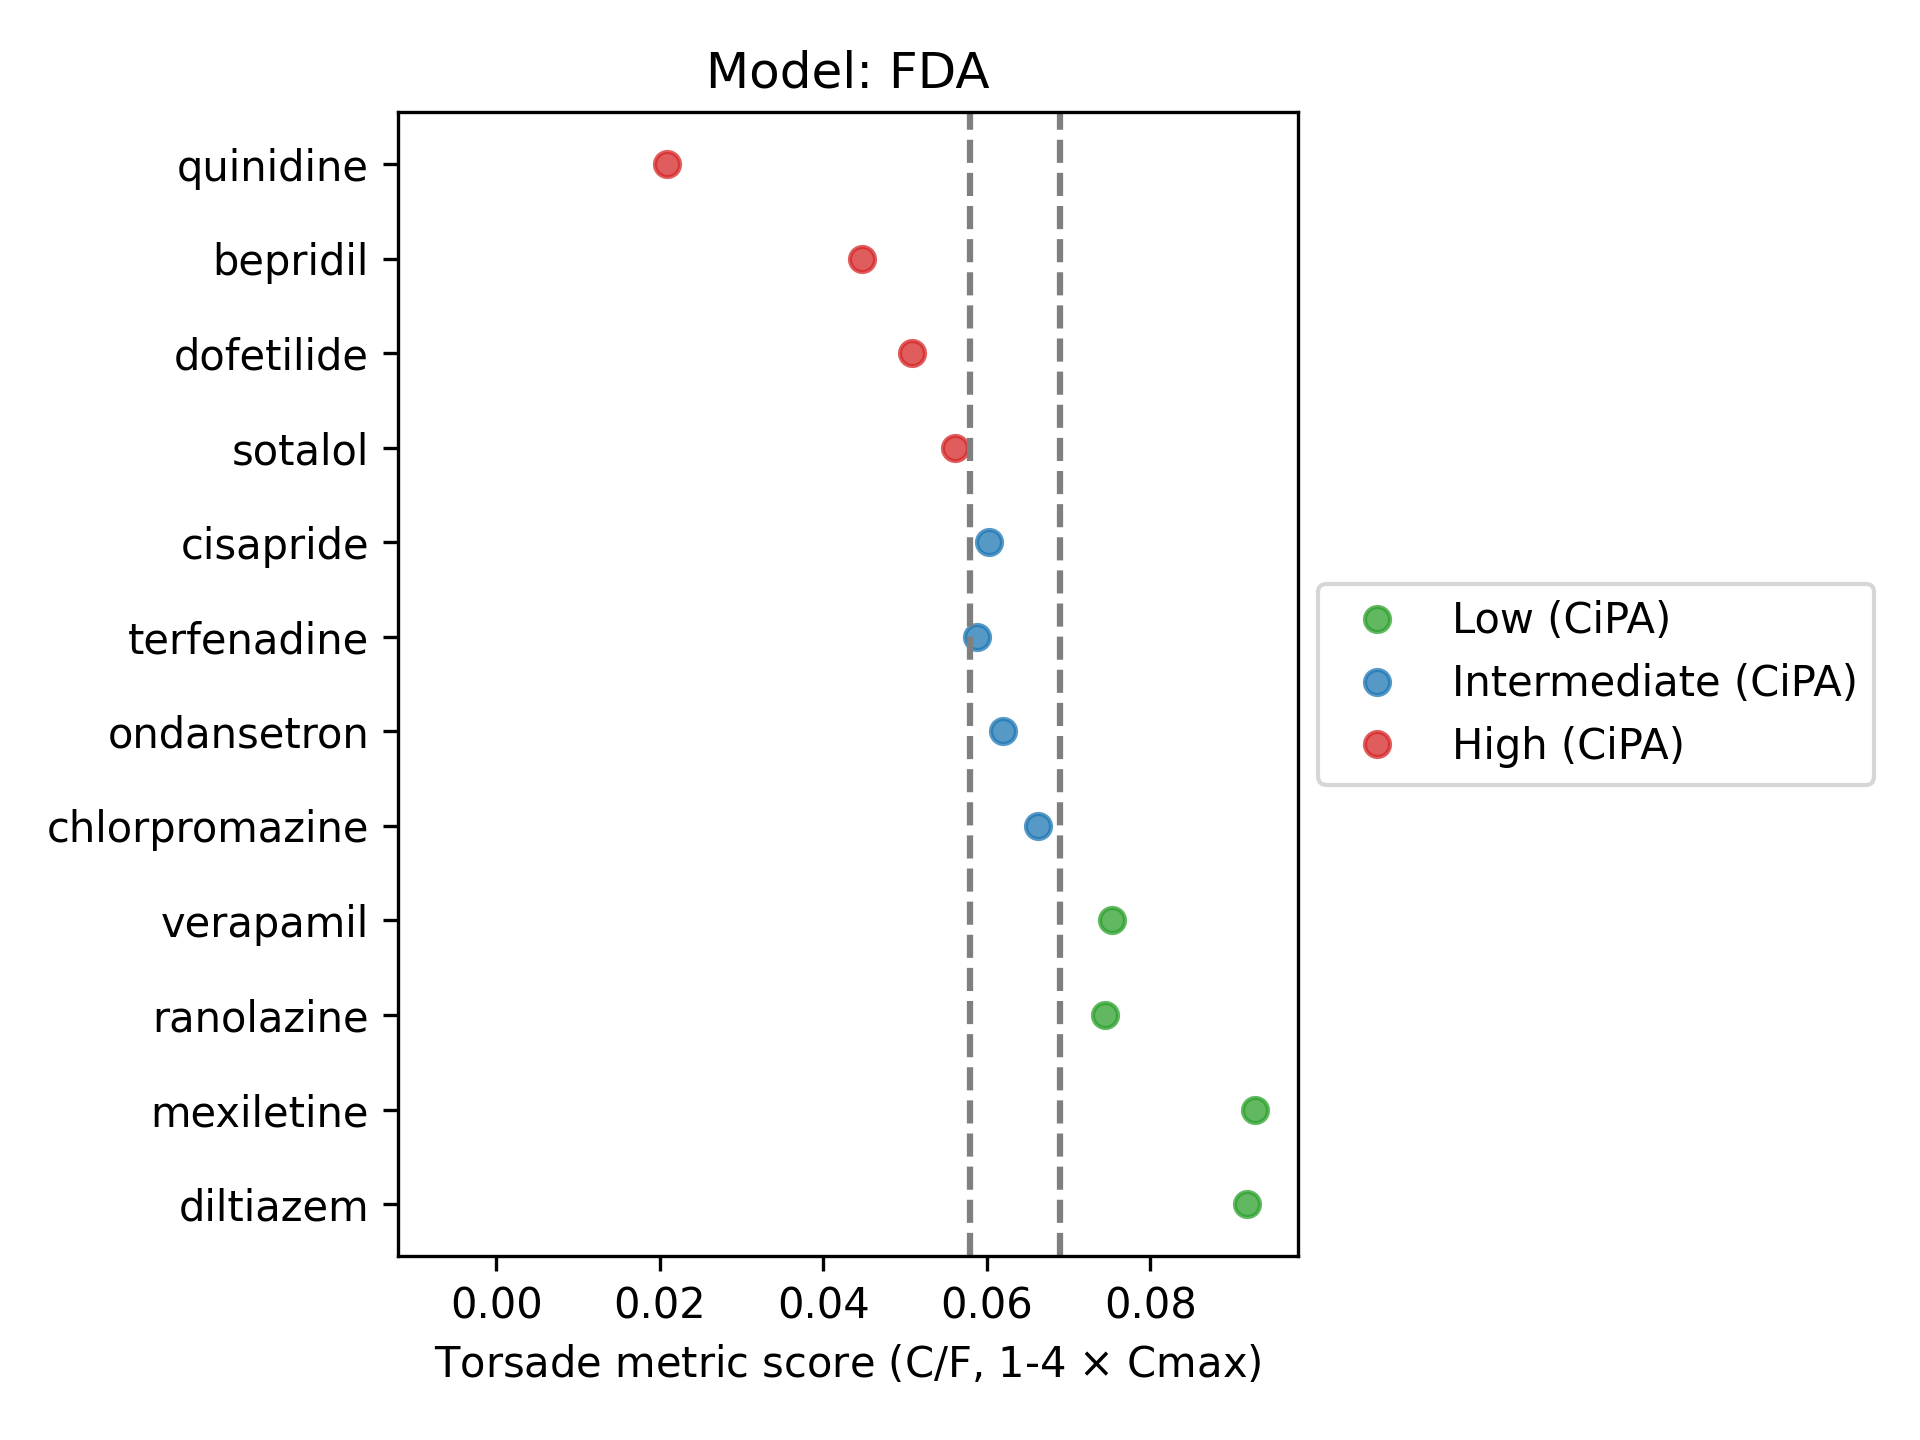 Model: FDA
quinidine
bepridil
dofetilide
sotalol
cisapride
terfenadine
ondansetron
chlorpromazine
verapamil
ranolazine
mexiletine
diltiazem
Low (CiPA)
Intermediate (CiPA)
High (CiPA)
0.00 0.02 0.04 0.06 0.08
Torsade metric score (C/F, 1-4 × Cmax)